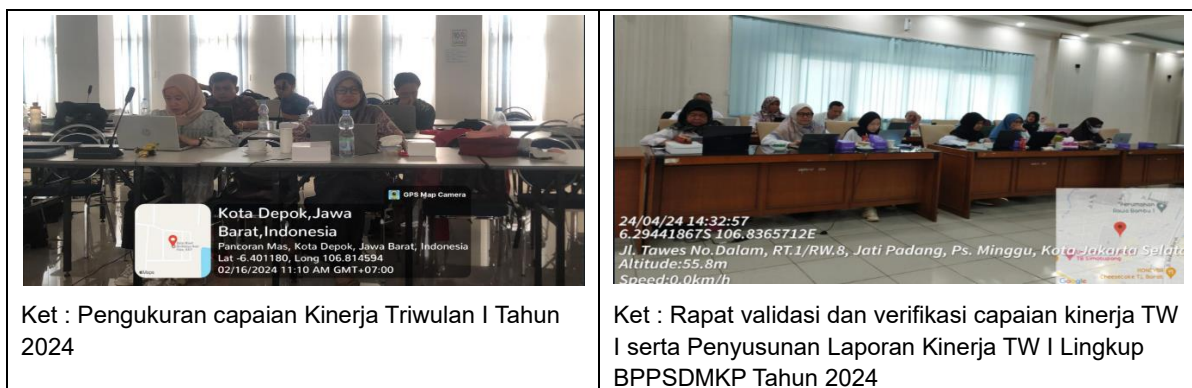 GPS Map Camera
Kota Depok,Jawa
Barat,Indonesia
Pancoran Mas, Kota Depok, Jawa Barat, Indonesia
Lat -6.401180, Long 106.814594
02/16/2024 11:10 AM GMT+07:00
Ket : Pengukuran capaian Kinerja Triwulan I Tahun
2024
24/04/24 14:32:57
6.29441867S 106.8365712E
Jl. Tawes No.Dalam, RT.1/RW.8, Jati Padang, Ps. Minggu, Kota Jakarta Selata
Altitude:55.8m
Speed:0.0km/h
Google
Ket : Rapat validasi dan verifikasi capaian kinerja TW
I serta Penyusunan Laporan Kinerja TW I Lingkup
BPPSDMKP Tahun 2024